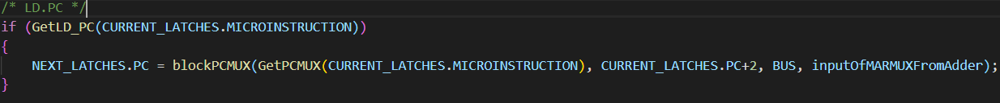 /* LD.PC */
if (GetLD_PC(CURRENT_LATCHES.MICROINSTRUCTION))
{
    NEXT_LATCHES.PC = blockPCMUX(GetPCMUX(CURRENT_LATCHES.MICROINSTRUCTION), CURRENT_LATCHES.PC+2, BUS, inputOfMARMUXFromAdder);
}